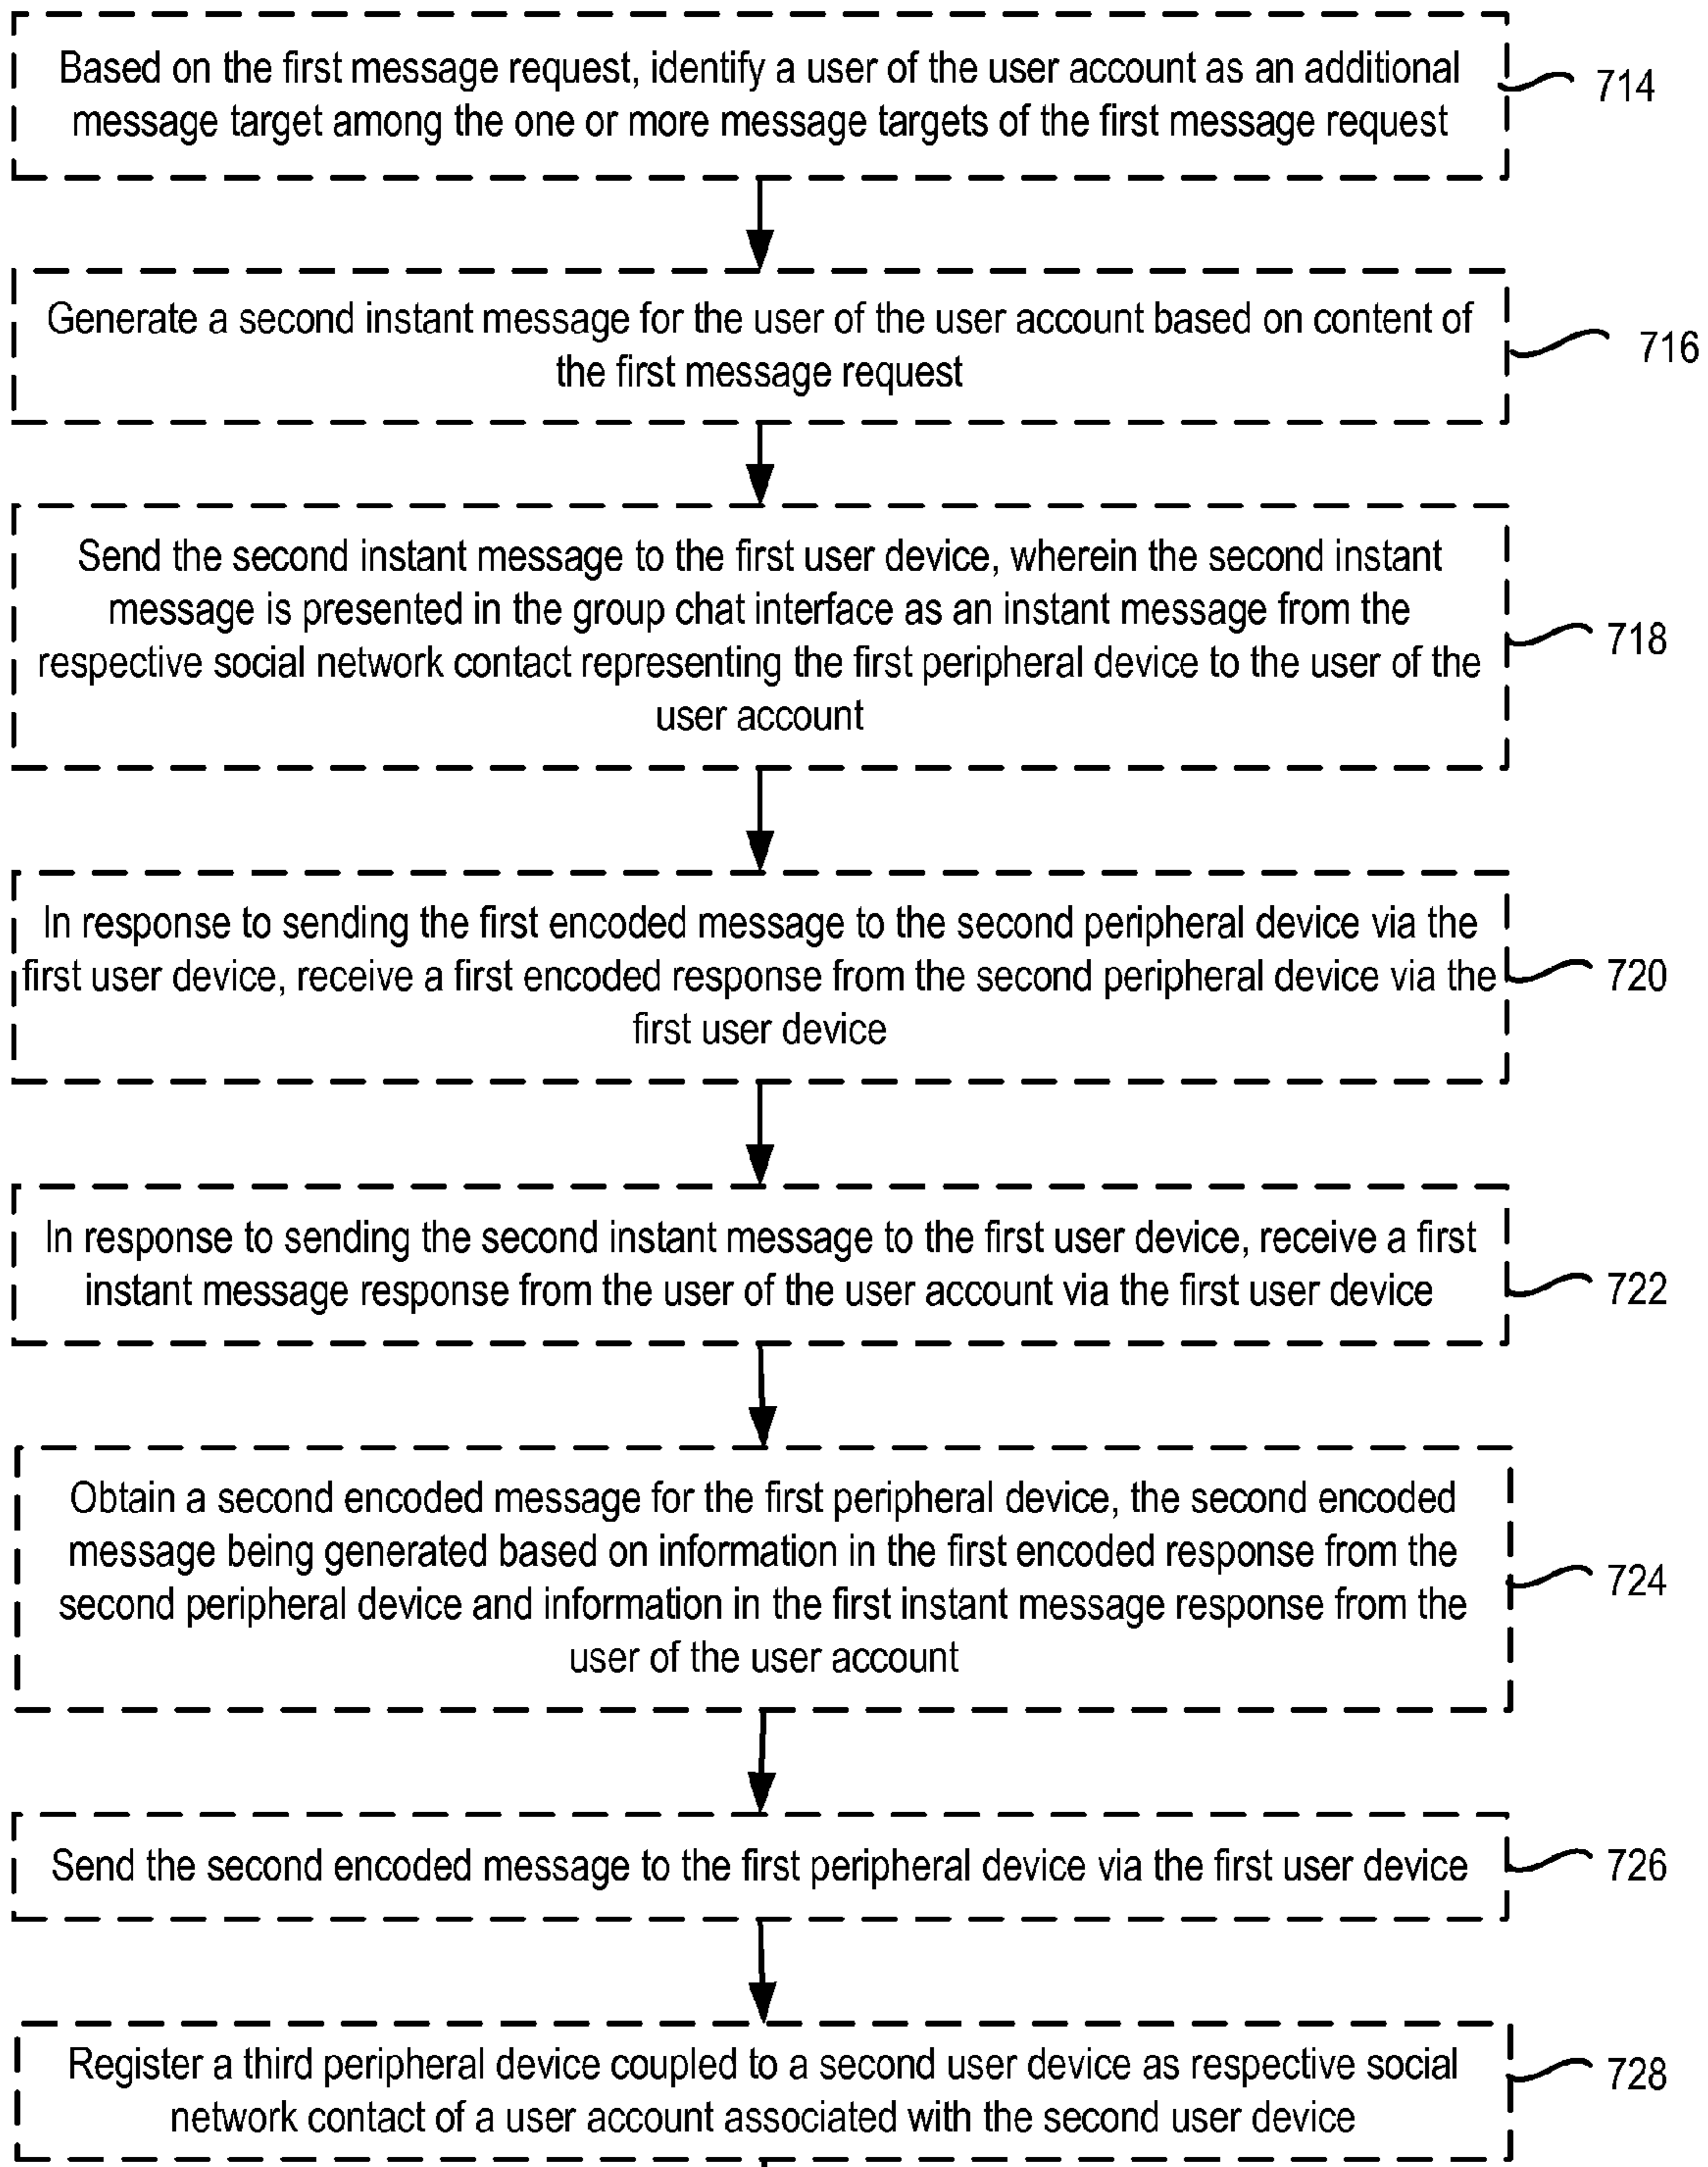 Based on the first message request, identify a user of the user account as an additional
message target among the one or more message targets of the first message request
714
Generate a second instant message for the user of the user account based on content of
the first message request
716
Send the second instant message to the first user device, wherein the second instant
message is presented in the group chat interface as an instant message from the
respective social network contact representing the first peripheral device to the user of the
user account
718
In response to sending the first encoded message to the second peripheral device via the
first user device, receive a first encoded response from the second peripheral device via the
first user device
720
In response to sending the second instant message to the first user device, receive a first
instant message response from the user of the user account via the first user device
722
Obtain a second encoded message for the first peripheral device, the second encoded
message being generated based on information in the first encoded response from the
second peripheral device and information in the first instant message response from the
user of the user account
724
Send the second encoded message to the first peripheral device via the first user device
726
Register a third peripheral device coupled to a second user device as respective social
network contact of a user account associated with the second user device
728